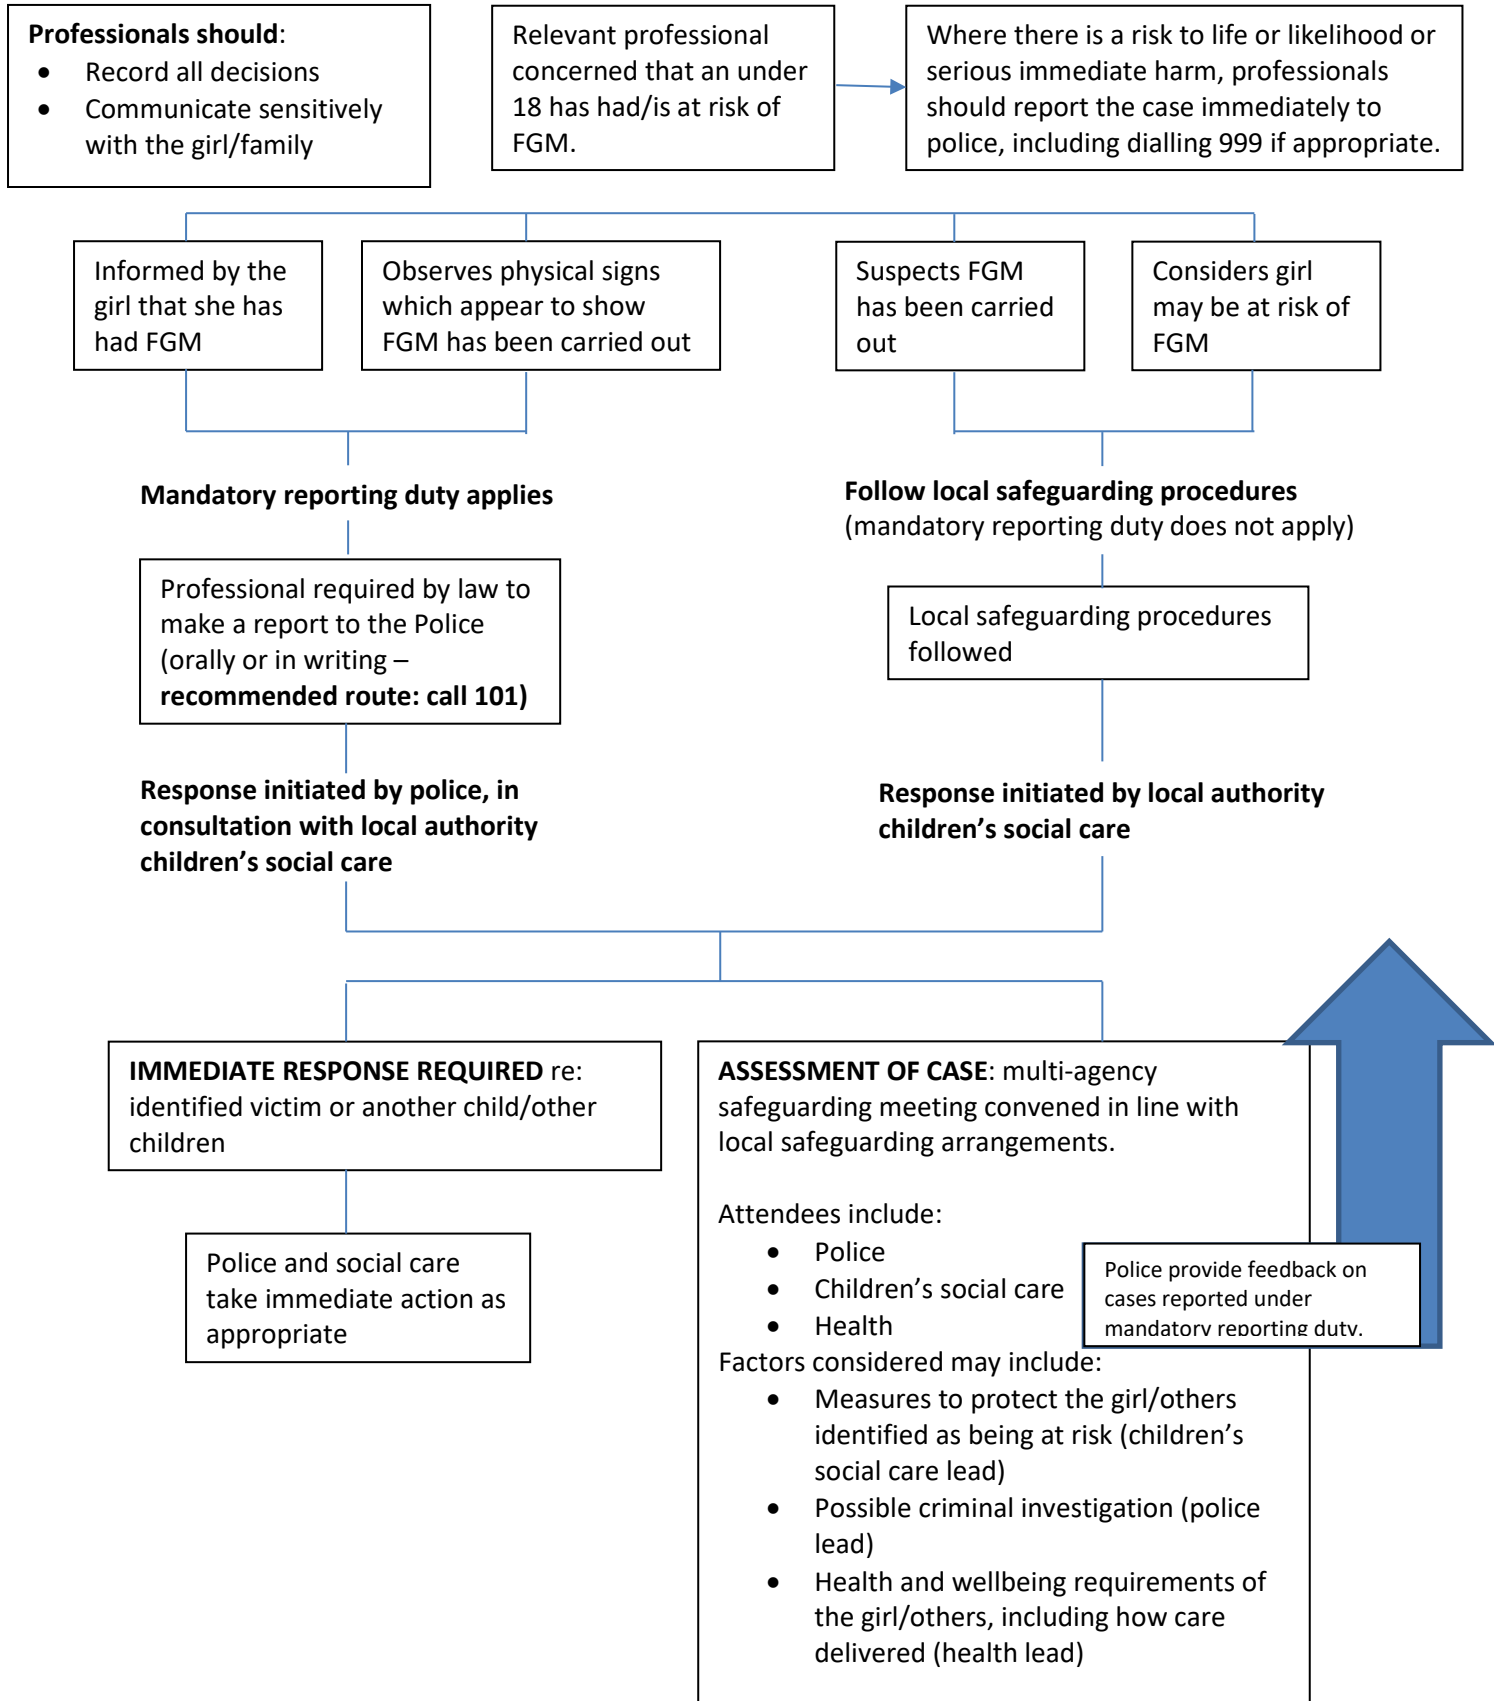 Professionals should:
• Record all decisions
• Communicate sensitively
with the girl/family
Relevant professional
concerned that an under
18 has had/is at risk of
FGM.
Where there is a risk to life or likelihood or
serious immediate harm, professionals
should report the case immediately to
police, including dialling 999 if appropriate.
Informed by the
girl that she has
had FGM
Observes physical signs
which appear to show
FGM has been carried out
Suspects FGM
has been carried
out
Considers girl
may be at risk of
FGM
Mandatory reporting duty applies
Follow local safeguarding procedures
(mandatory reporting duty does not apply)
Professional required by law to
make a report to the Police
(orally or in writing –
recommended route: call 101)
Local safeguarding procedures
followed
Response initiated by police, in
consultation with local authority
children’s social care
Response initiated by local authority
children’s social care
IMMEDIATE RESPONSE REQUIRED re:
identified victim or another child/other
children
Police and social care
take immediate action as
appropriate
ASSESSMENT OF CASE: multi-agency
safeguarding meeting convened in line with
local safeguarding arrangements.
Attendees include:
• Police
• Children’s social care
• Health
Factors considered may include:
• Measures to protect the girl/others
identified as being at risk (children’s
social care lead)
• Possible criminal investigation (police
lead)
• Health and wellbeing requirements of
the girl/others, including how care
delivered (health lead)
Police provide feedback on
cases reported under
mandatory reporting duty.